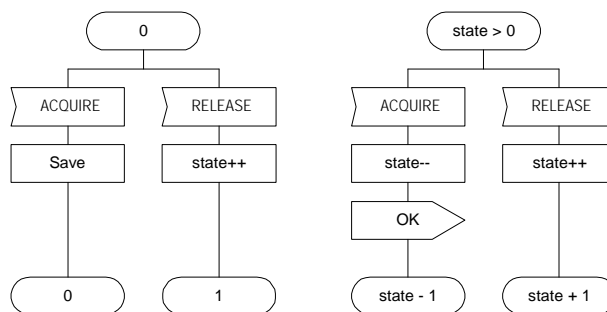 0
ACQUIRE
RELEASE
Save
state++
0
1
state > 0
ACQUIRE
RELEASE
state--
state++
OK
state - 1
state + 1